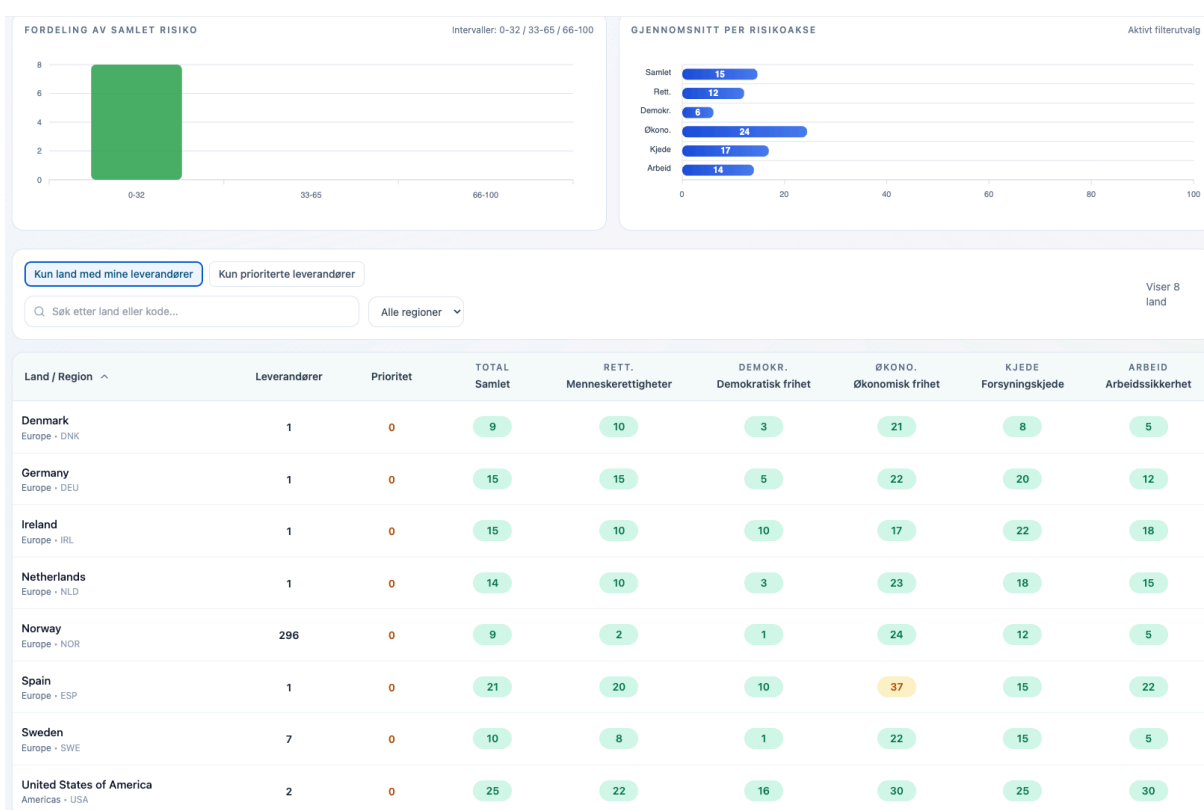 FORDELING AV SAMLET RISIKO
Intervaller: 0-32 / 33-65 / 66-100
8
6
4
2
0
0-32 33-65 66-100
GJENNOMSNITT PER RISIKOAKSE
Aktivt filterutvalg
Samlet 15
Rett. 12
Demokr. 6
Økono. 24
Kjede 17
Arbeid 14
0 20 40 60 80 100
Kun land med mine leverandører Kun prioriterte leverandører
Søk etter land eller kode... Alle regioner
Viser 8
land
TOTAL RETT. DEMOKR. ØKONO. KJEDE ARBEID
Land / Region Leverandører Prioritet Samlet Menneskerettigheter Demokratisk frihet Økonomisk frihet Forsyningskjede Arbeidssikkerhet
Denmark
Europe • DNK
1 0 9 10 3 21 8 5
Germany
Europe • DEU
1 0 15 15 5 22 20 12
Ireland
Europe • IRL
1 0 15 10 10 17 22 18
Netherlands
Europe • NLD
1 0 14 10 3 23 18 15
Norway
Europe • NOR
296 0 9 2 1 24 12 5
Spain
Europe • ESP
1 0 21 20 10 37 15 22
Sweden
Europe • SWE
7 0 10 8 1 22 15 5
United States of America
Americas • USA
2 0 25 22 16 30 25 30